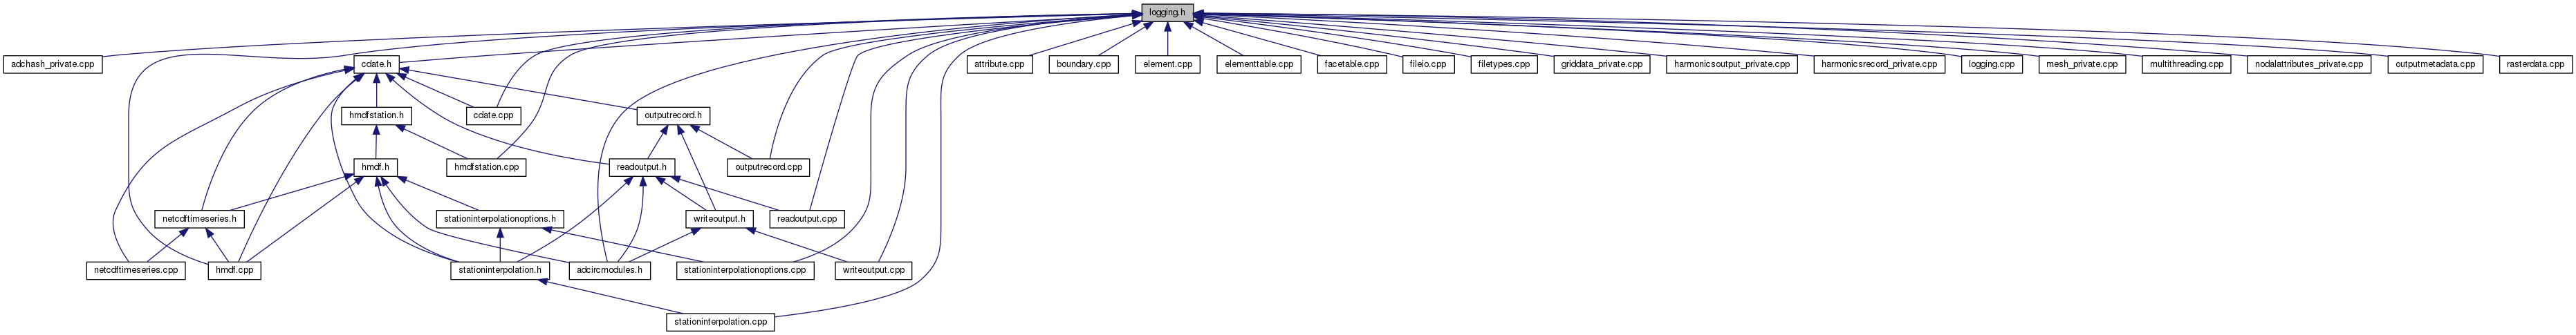 logging.h
adchash_private.cpp
cdate.h
attribute.cpp
boundary.cpp
element.cpp
elementtable.cpp
facetable.cpp
fileio.cpp
filetypes.cpp
griddata_private.cpp
harmonicsoutput_private.cpp
harmonicsrecord_private.cpp
logging.cpp
mesh_private.cpp
multithreading.cpp
nodalattributes_private.cpp
outputmetadata.cpp
rasterdata.cpp
hmdfstation.h
cdate.cpp
outputrecord.h
hmdf.h
hmdfstation.cpp
readoutput.h
outputrecord.cpp
netcdftimeseries.h
stationinterpolationoptions.h
writeoutput.h
readoutput.cpp
netcdftimeseries.cpp
hmdf.cpp
stationinterpolation.h
adcircmodules.h
stationinterpolationoptions.cpp
writeoutput.cpp
stationinterpolation.cpp